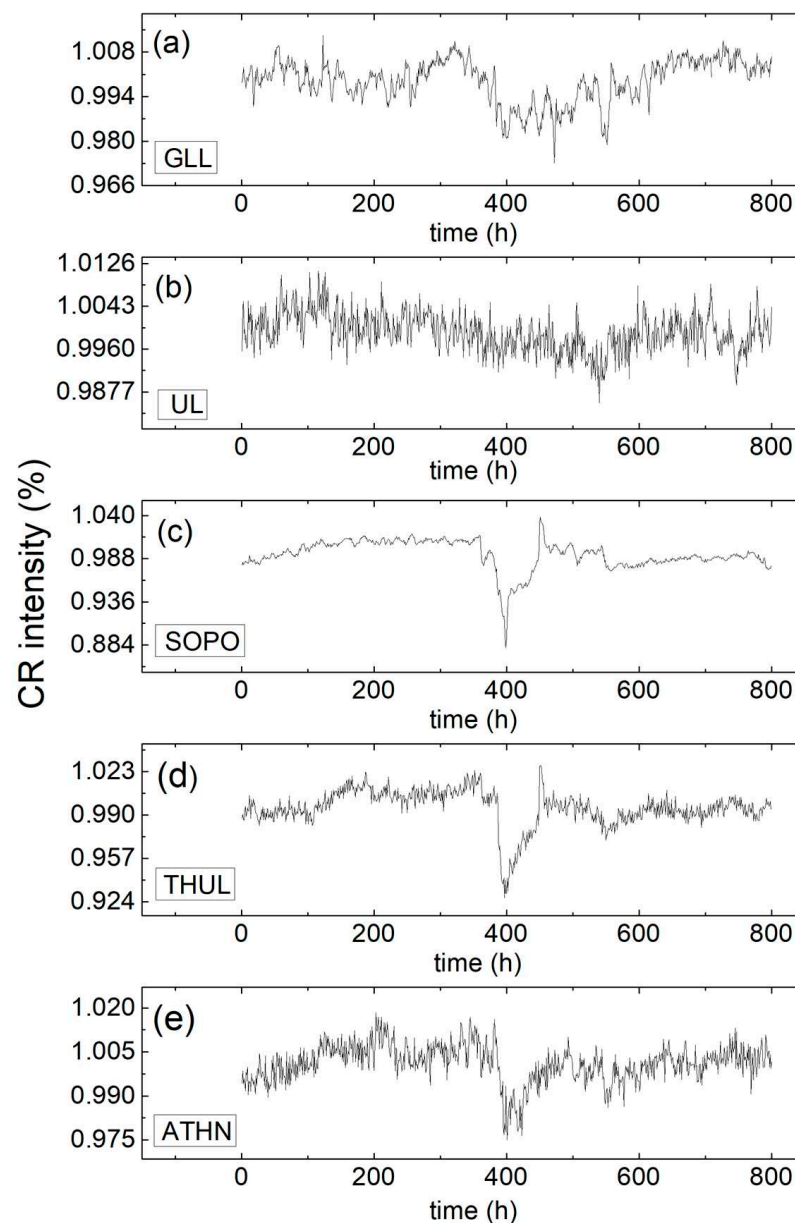 CR intensity (%)
(a)
1.008
0.994
0.980
0.966
GLL
0 200 400 600 800
time (h)
(b)
1.0126
1.0043
0.9960
0.9877
UL
0 200 400 600 800
time (h)
(c)
1.040
0.988
0.936
0.884
SOPO
0 200 400 600 800
time (h)
(d)
1.023
0.990
0.957
0.924
THUL
0 200 400 600 800
time (h)
(e)
1.020
1.005
0.990
0.975
ATHN
0 200 400 600 800
time (h)